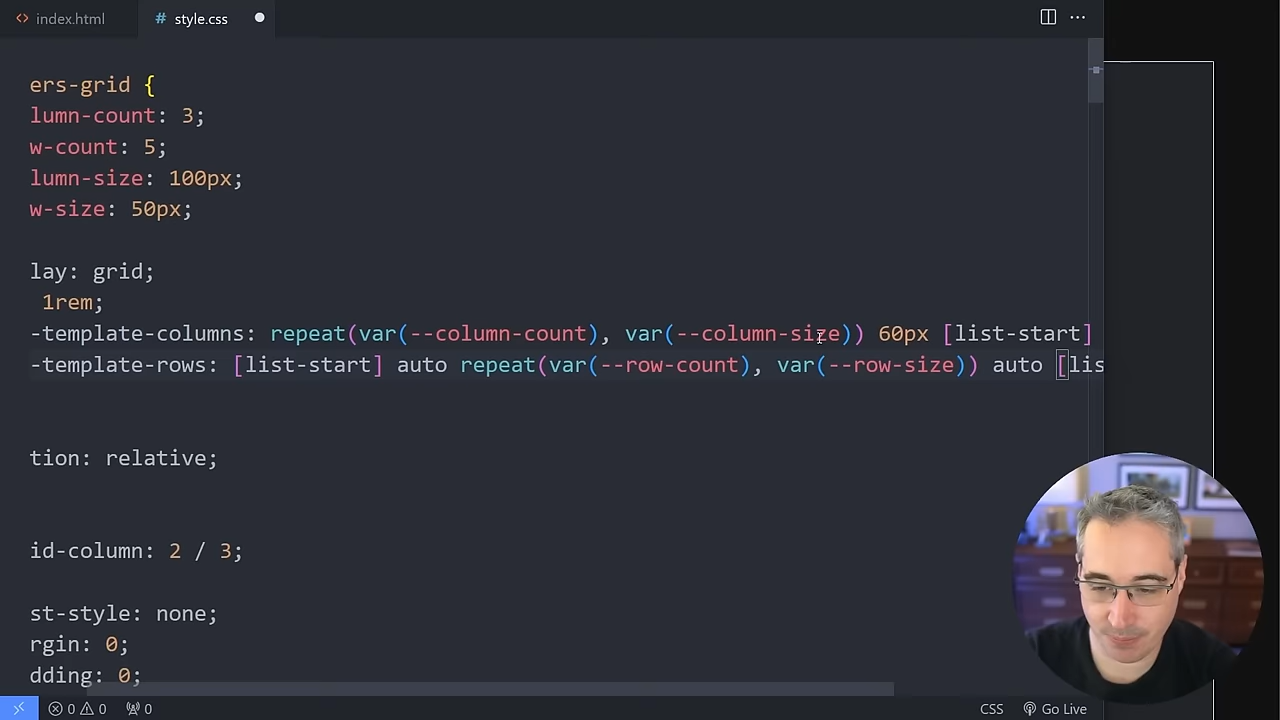 index.html
# style.css
ers-grid {
lumn-count: 3;
w-count: 5;
lumn-size: 100px;
w-size: 50px;
lay: grid;
1rem;
-template-columns: repeat(var(--column-count), var(--column-size)) 60px [list-start]
-template-rows: [list-start] auto repeat(var(--row-count), var(--row-size)) auto [lis
tion: relative;
id-column: 2 / 3;
st-style: none;
rgin: 0;
dding: 0;
0 0 0 CSS Go Live